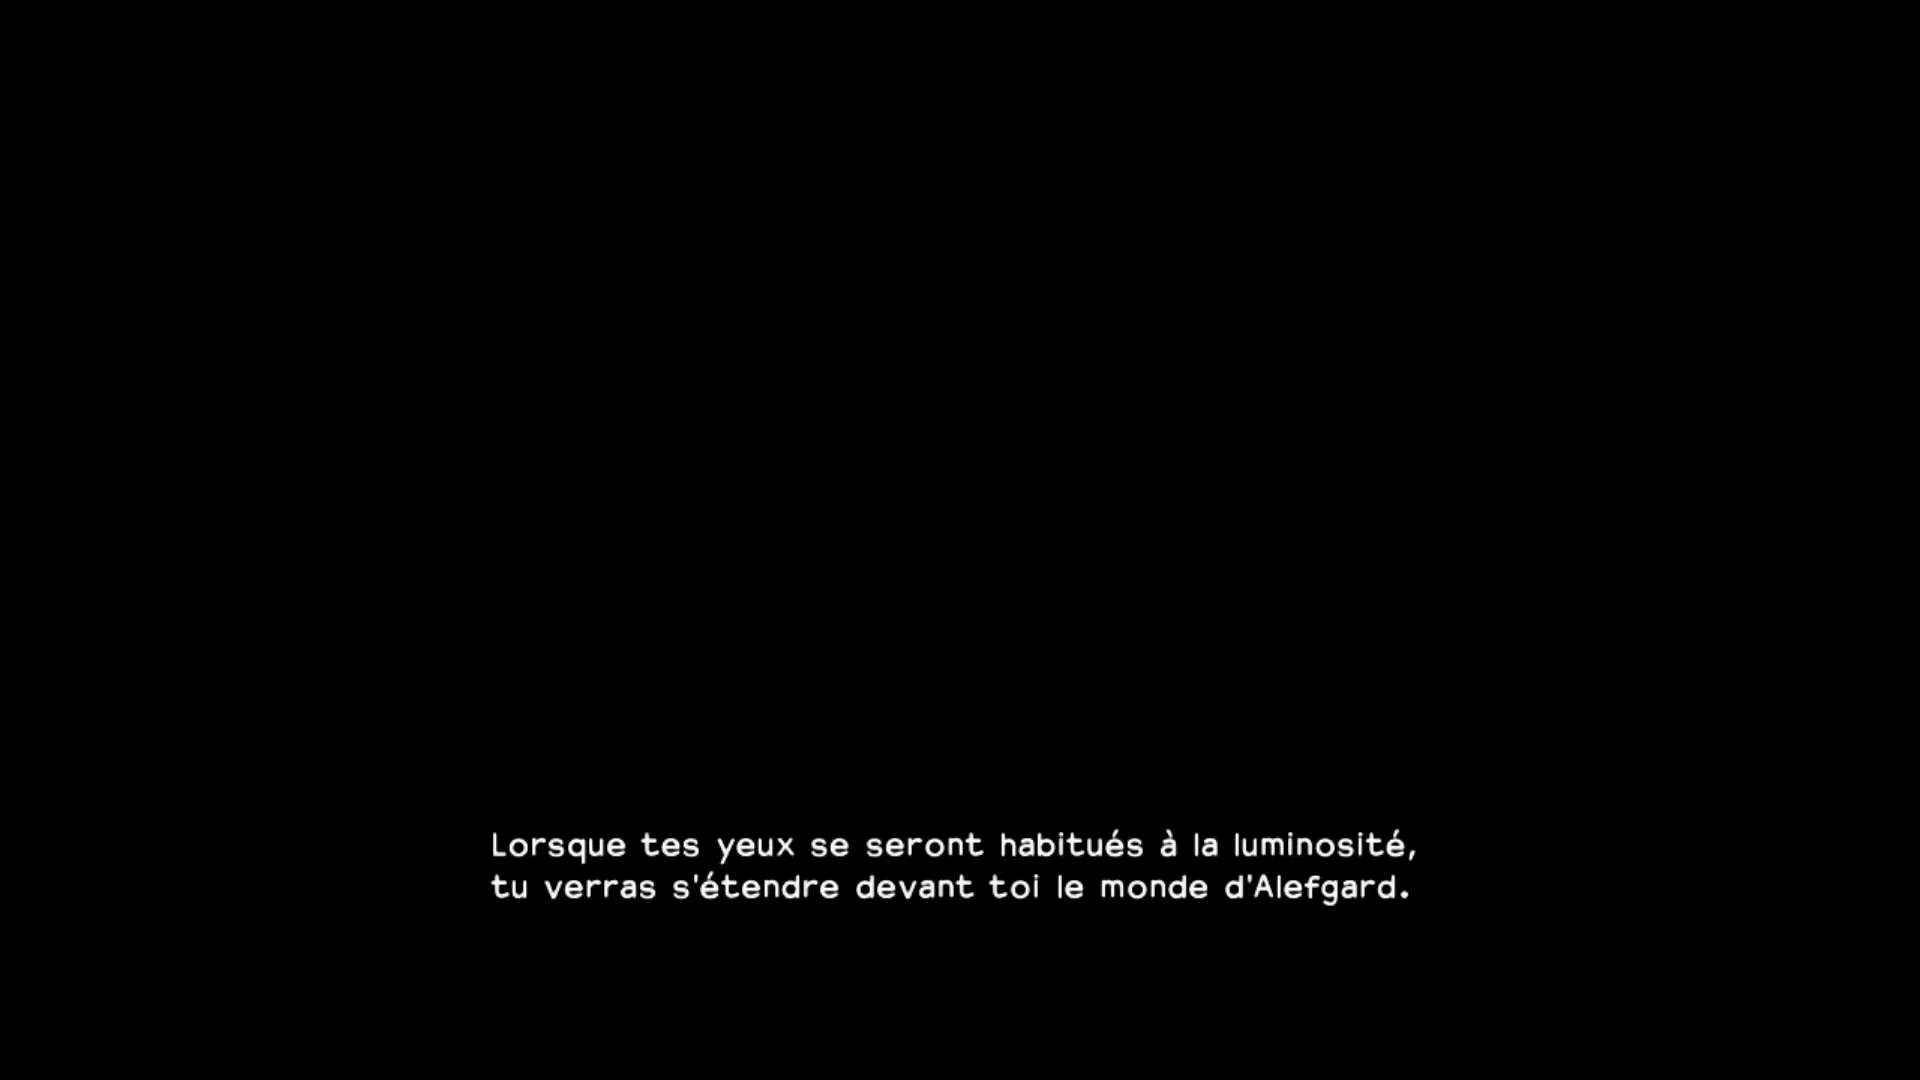 Lorsque tes yeux se seront habitués à la luminosité,
tu verras s'étendre devant toi le monde d'Alefgard.